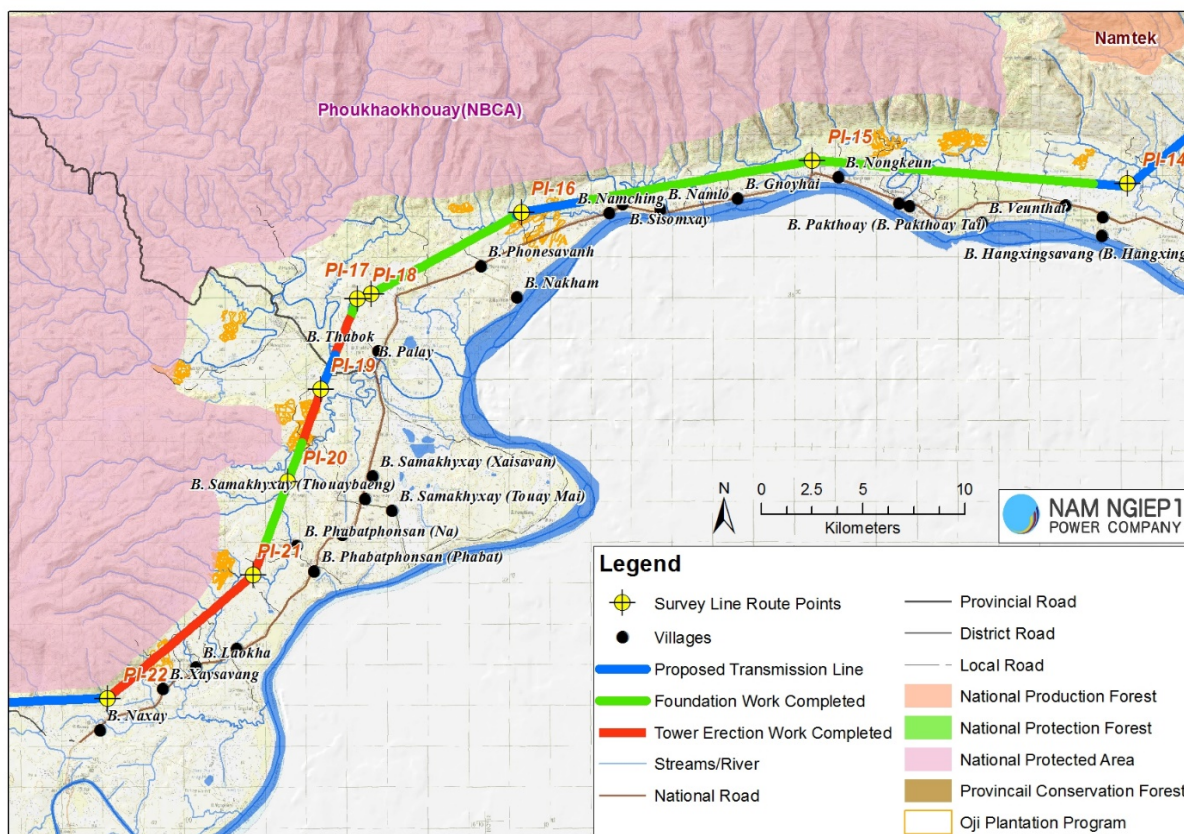 Namtek
Phoukhaokhouay(NBCA)
PI-15
PI-14
B. Nongkeun
PI-16
B. Gnoyhai
B. Namlo
B. Namching
B. Sisomxay
B. Pakthoay (B. Pakthoay Tai)
B. Veunthat
B. Hangxingsavang (B. Hangxing
B. Phonesavanh
PI-17
PI-18
B. Nakham
B. Thabok
B. Palay
PI-19
PI-20
B. Samakhyxay (Xaisavan)
B. Samakhyxay (Thouaybaeng)
B. Samakhyxay (Touay Mai)
B. Phabatphonsan (Na)
PI-21
B. Phabatphonsan (Phabat)
B. Laokha
PI-22
B. Xaysavang
B. Naxay
N
0 2.5 5 10
Kilometers
NAM NGIEP1
POWER COMPANY
Legend
Survey Line Route Points
Villages
Proposed Transmission Line
Foundation Work Completed
Tower Erection Work Completed
Streams/River
National Road
Provincial Road
District Road
Local Road
National Production Forest
National Protection Forest
National Protected Area
Provincail Conservation Forest
Oji Plantation Program